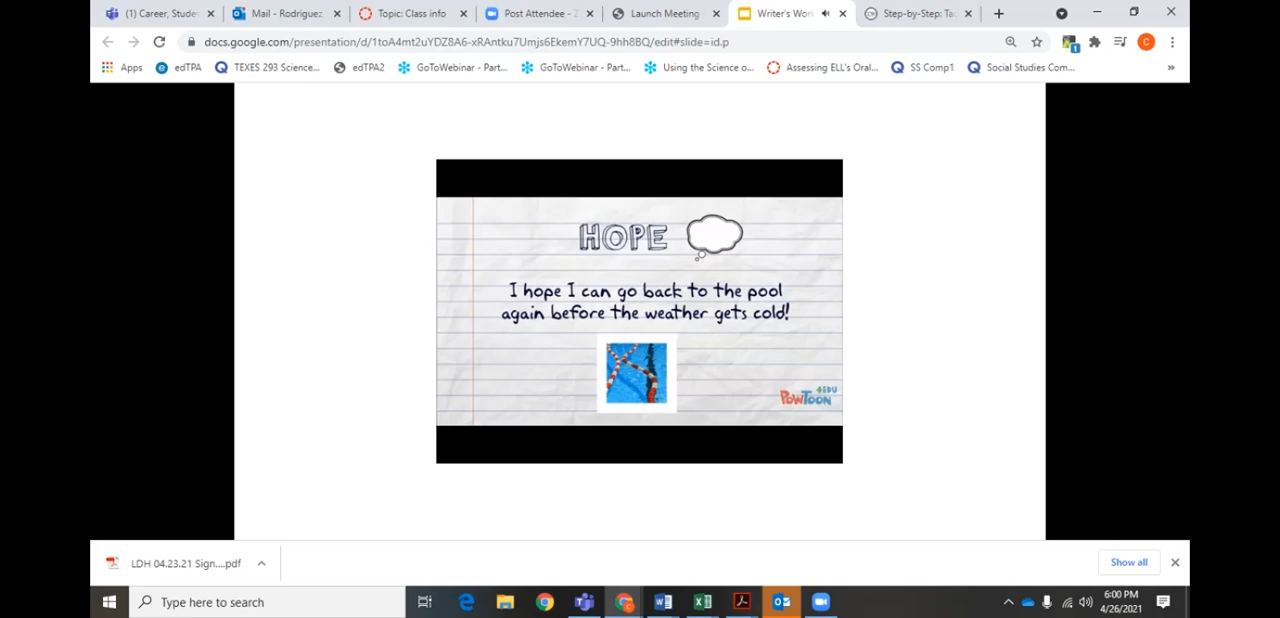 (1) Career, Stude
Mail - Rodriguez,
Topic: Class info
Post Attendee - Z
Launch Meeting
Writer's Wor
Step-by-Step: Tac
docs.google.com/presentation/d/1toA4mt2uYDZ8A6-xRAntku7Umjs6EkemY7UQ-9hh8BQ/edit#slide=id.p
1
C
Apps
edTPA
TEXES 293 Science...
edTPA2
GoToWebinar - Part...
GoToWebinar - Part...
Using the Science o...
Assessing ELL's Oral...
SS Comp1
Social Studies Com...
»
HOPE
I hope I can go back to the pool
again before the weather gets cold!
4EDU
POWTOON
LDH 04.23.21 Sign....pdf
Show all
Type here to search
6:00 PM
4/26/2021